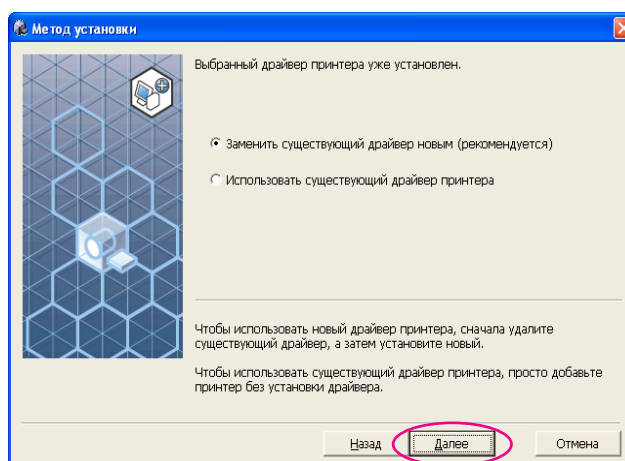 Метод установки
Выбранный драйвер принтера уже установлен.
Заменить существующий драйвер новым (рекомендуется)
Использовать существующий драйвер принтера
Чтобы использовать новый драйвер принтера, сначала удалите
существующий драйвер, а затем установите новый.
Чтобы использовать существующий драйвер принтера, просто добавьте
принтер без установки драйвера.
Назад Далее Отмена